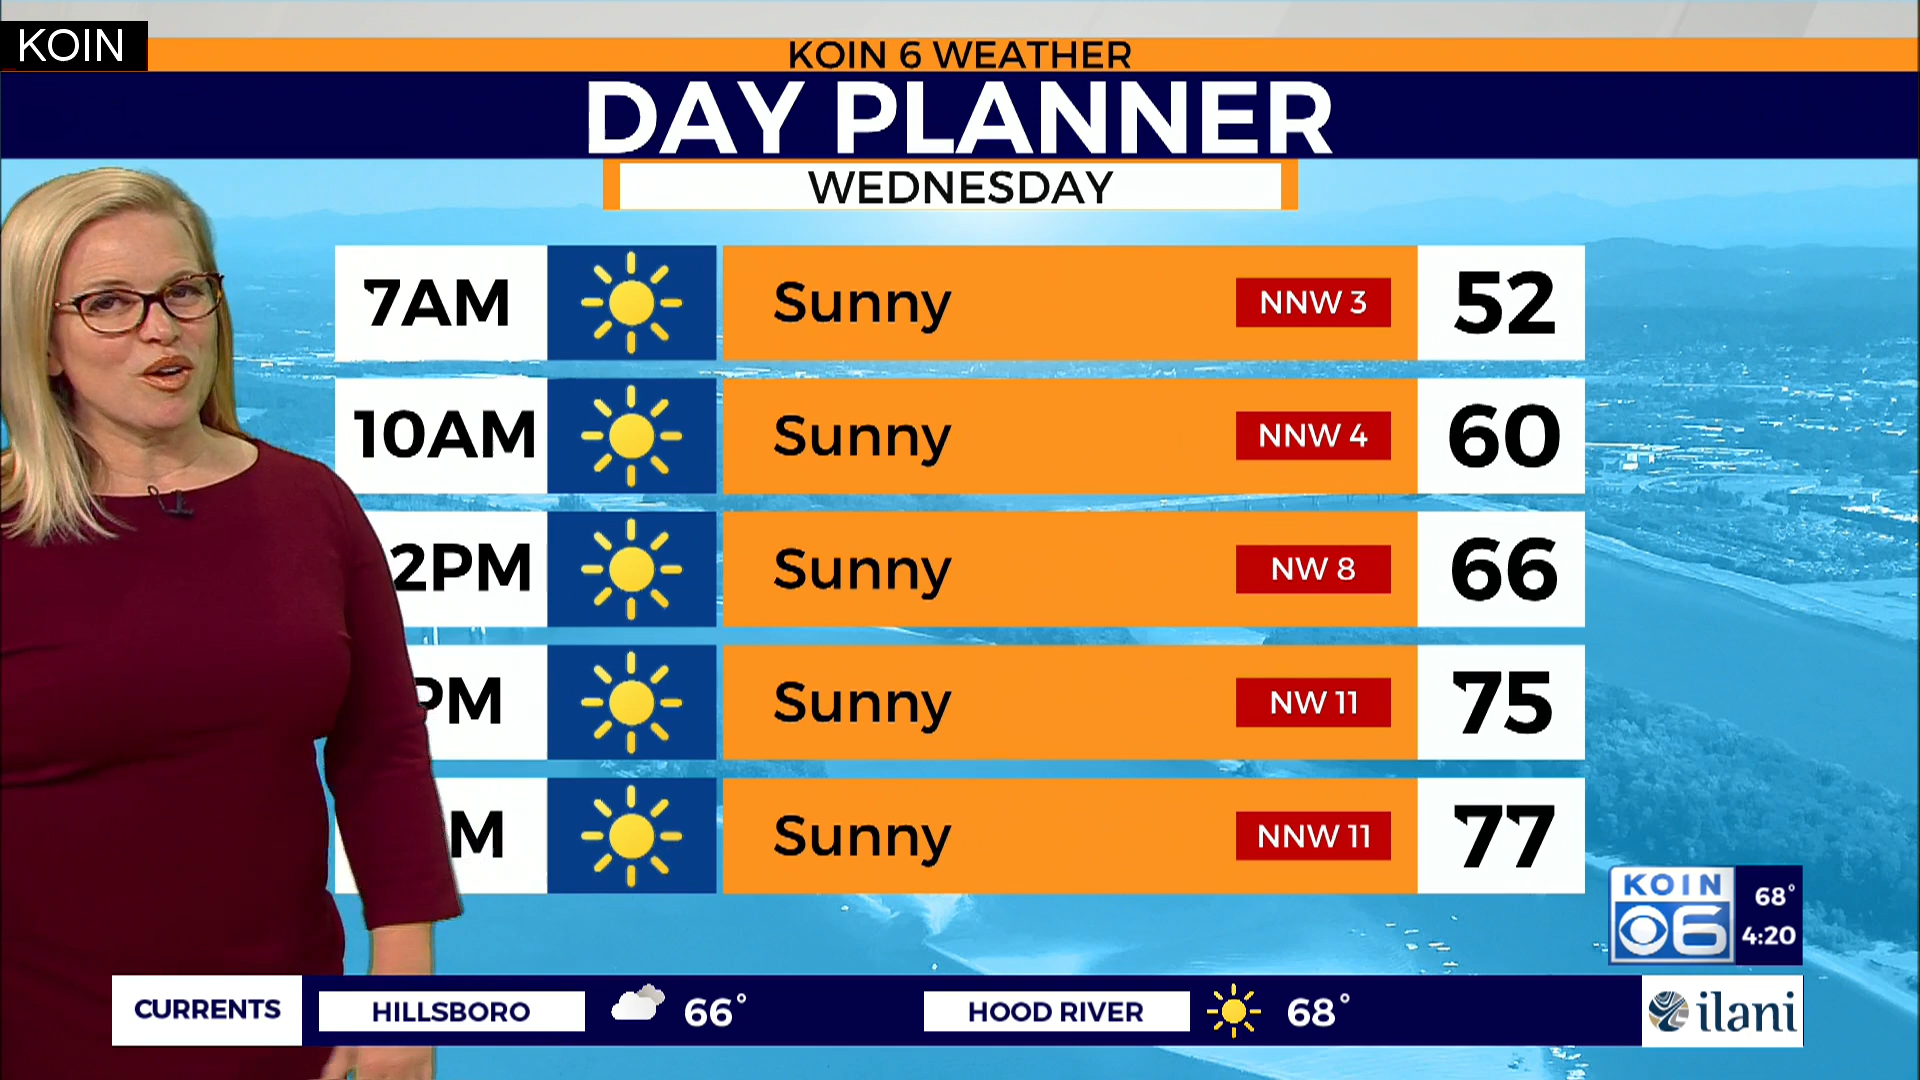 KOIN
KOIN 6 WEATHER
DAY PLANNER
WEDNESDAY
7AM Sunny NNW 3 52
10AM Sunny NNW 4 60
2PM Sunny NW 8 66
PM Sunny NW 11 75
M Sunny NNW 11 77
KOIN 6 68°
4:20
CURRENTS HILLSBORO 66° HOOD RIVER 68° ilani